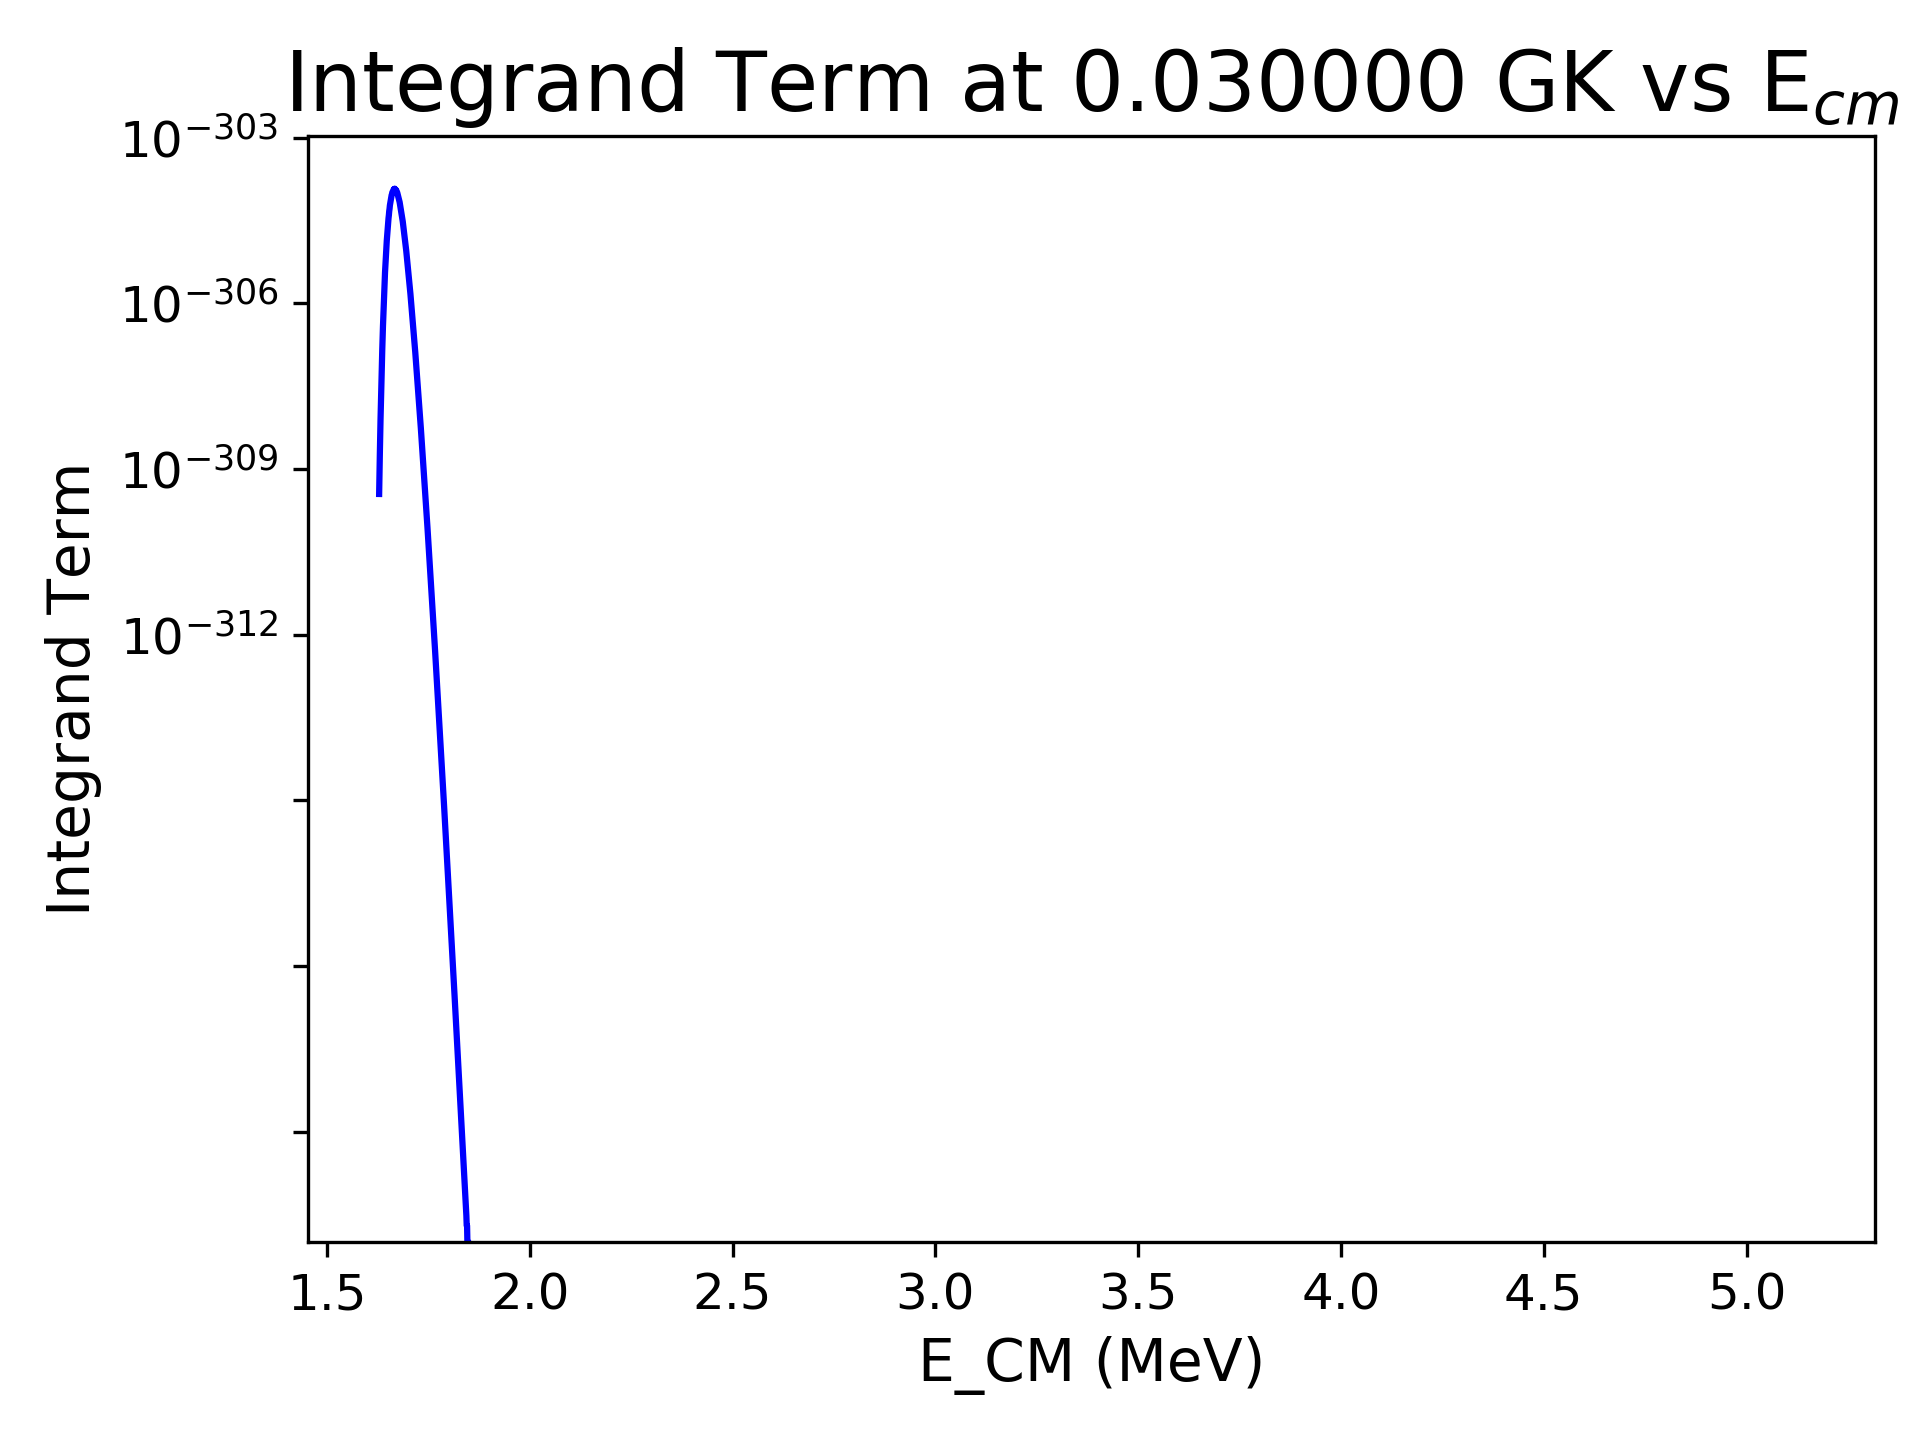 Integrand Term at 0.030000 GK vs E_cm
10^−303
10^−306
10^−309
10^−312
Integrand Term
1.5 2.0 2.5 3.0 3.5 4.0 4.5 5.0
E_CM (MeV)